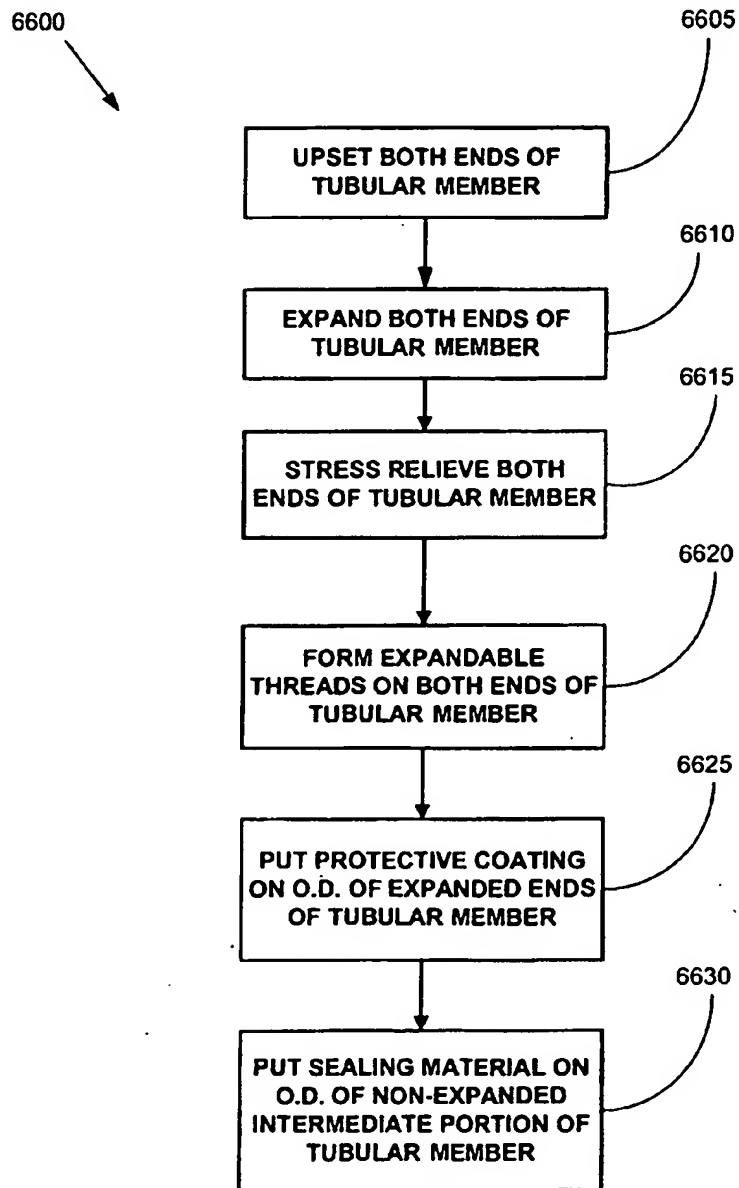 6600
6605
UPSET BOTH ENDS OF
TUBULAR MEMBER
6610
EXPAND BOTH ENDS OF
TUBULAR MEMBER
6615
STRESS RELIEVE BOTH
ENDS OF TUBULAR MEMBER
6620
FORM EXPANDABLE
THREADS ON BOTH ENDS OF
TUBULAR MEMBER
6625
PUT PROTECTIVE COATING
ON O.D. OF EXPANDED ENDS
OF TUBULAR MEMBER
6630
PUT SEALING MATERIAL ON
O.D. OF NON-EXPANDED
INTERMEDIATE PORTION OF
TUBULAR MEMBER